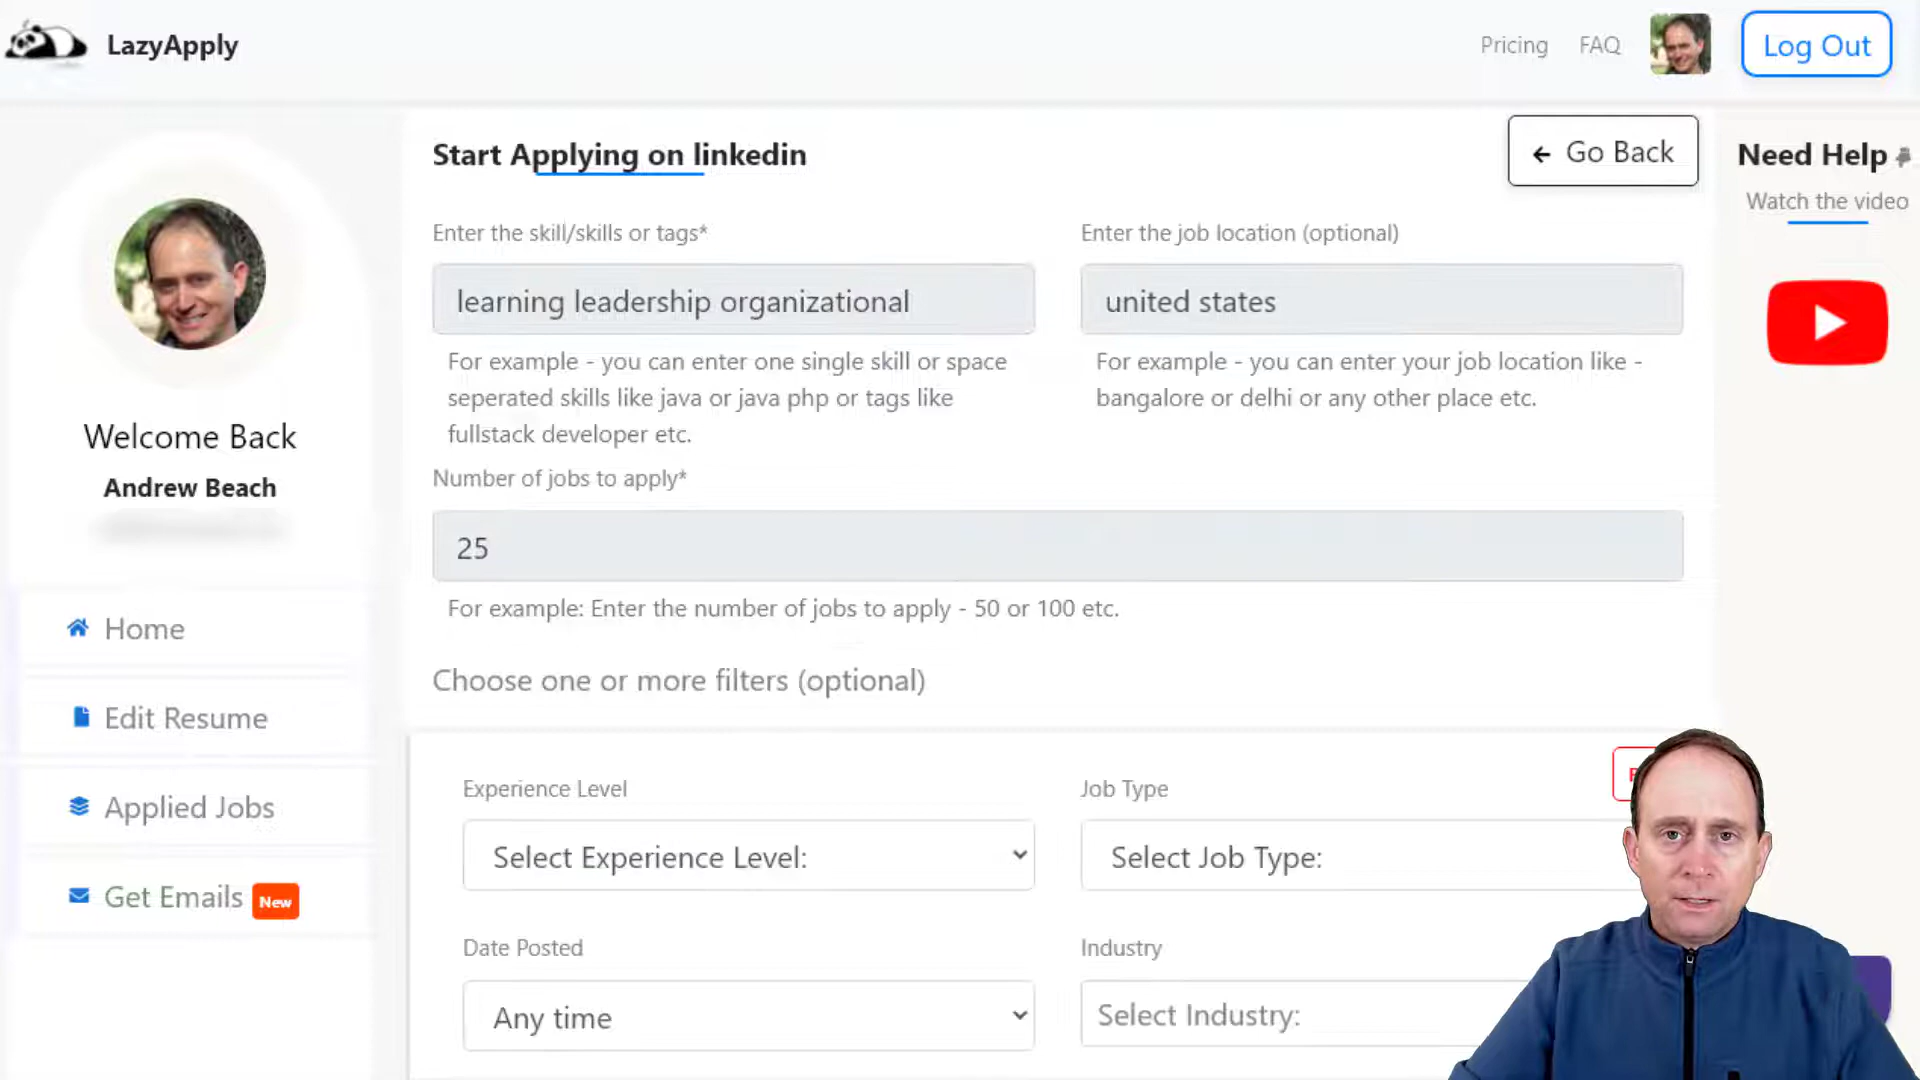 LazyApply
Pricing
FAQ
Log Out
Start Applying on linkedin
Go Back
Need Help
Watch the video
Enter the skill/skills or tags*
Enter the job location (optional)
learning leadership organizational
united states
For example - you can enter one single skill or space
seperated skills like java or java php or tags like
fullstack developer etc.
For example - you can enter your job location like -
bangalore or delhi or any other place etc.
Number of jobs to apply*
25
For example: Enter the number of jobs to apply - 50 or 100 etc.
Choose one or more filters (optional)
Welcome Back
Andrew Beach
Home
Edit Resume
Applied Jobs
Get Emails
New
Experience Level
Job Type
Select Experience Level:
Select Job Type:
Date Posted
Industry
Any time
Select Industry: